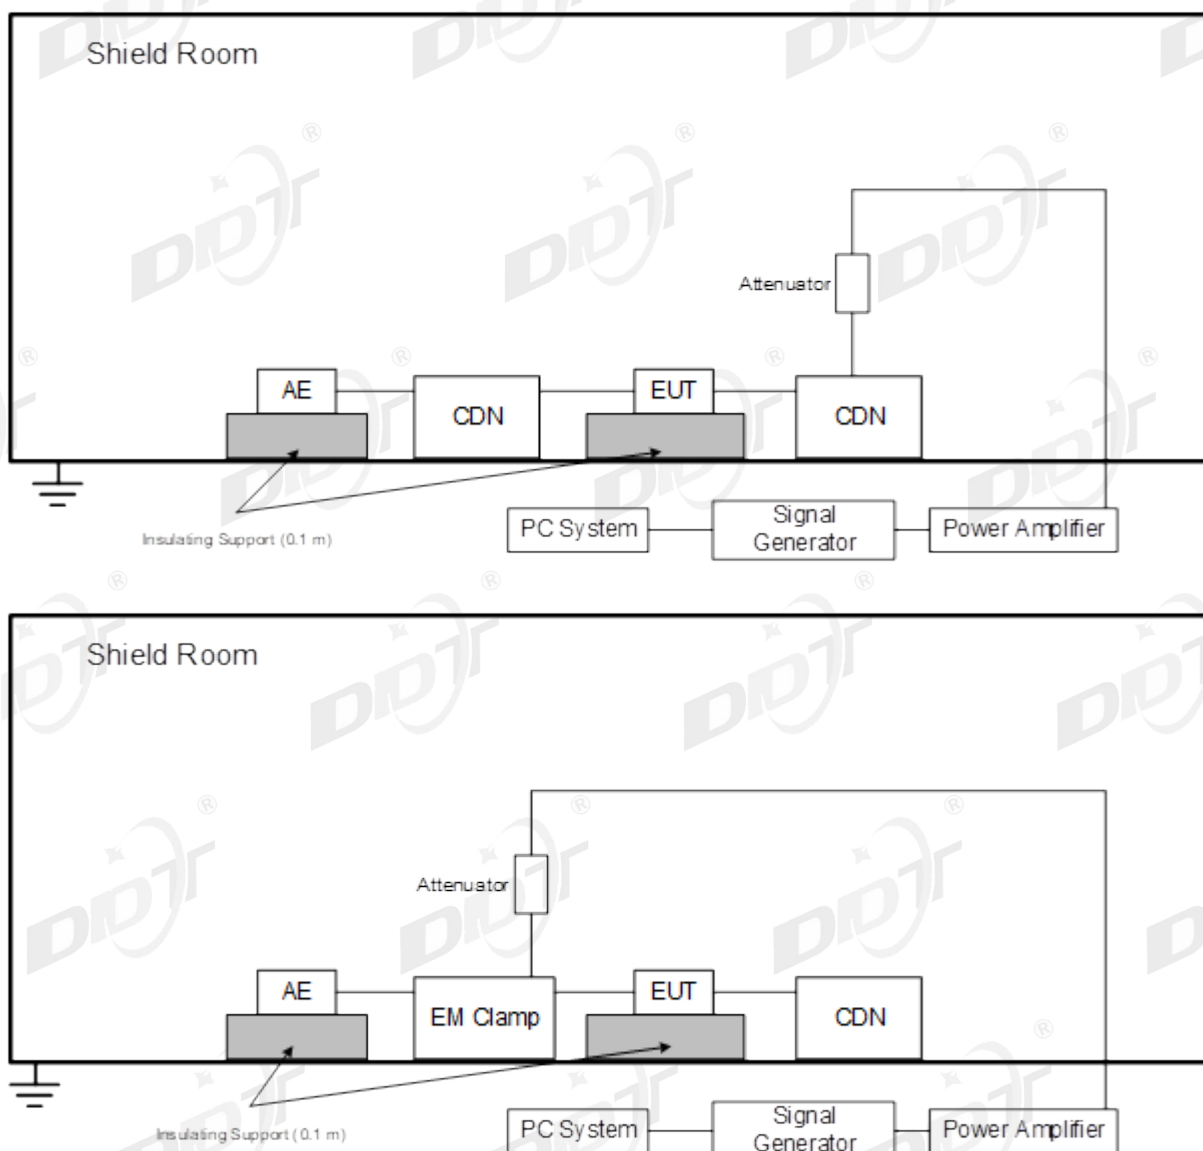 Shield Room
Attenuator
AE
CDN
EUT
CDN
Insulating Support (0.1 m)
PC System
Signal
Generator
Power Amplifier
Shield Room
Attenuator
AE
EM Clamp
EUT
CDN
Insulating Support (0.1 m)
PC System
Signal
Generator
Power Amplifier